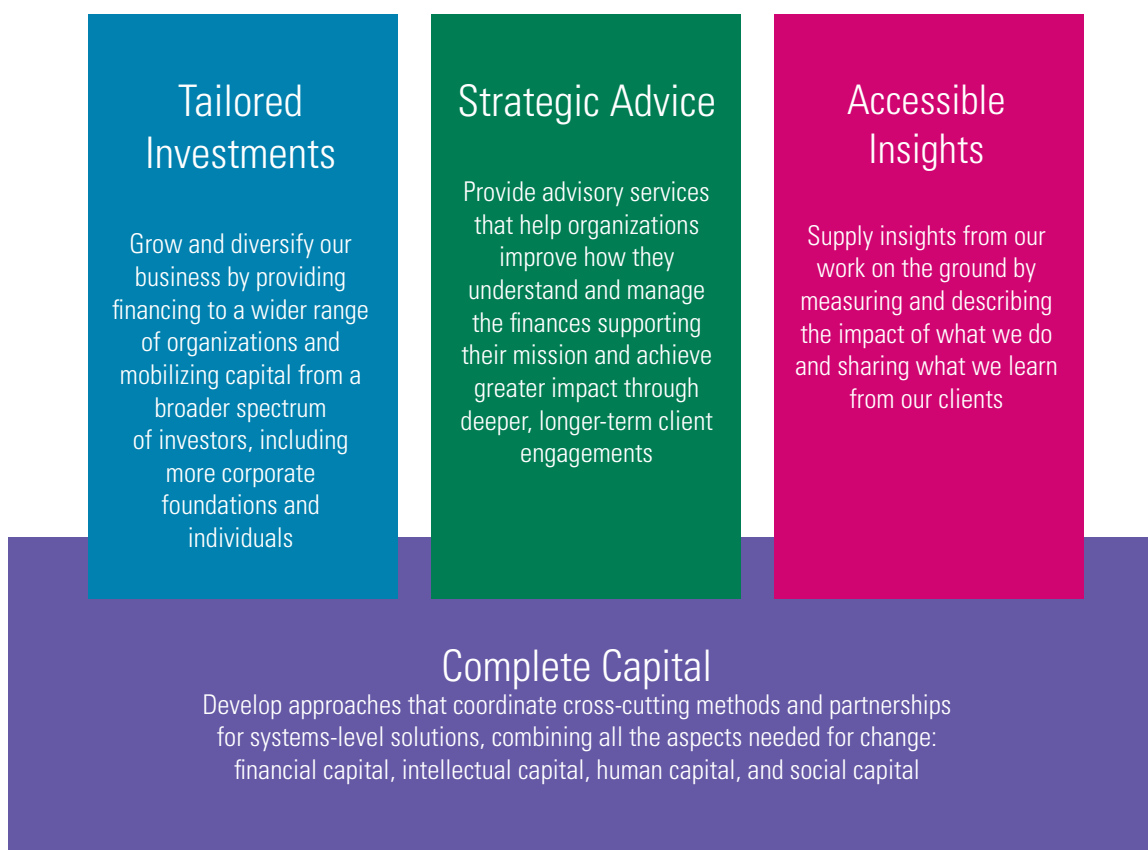 Tailored
Investments
Grow and diversify our
business by providing
financing to a wider range
of organizations and
mobilizing capital from a
broader spectrum
of investors, including
more corporate
foundations and
individuals
Strategic Advice
Provide advisory services
that help organizations
improve how they
understand and manage
the finances supporting
their mission and achieve
greater impact through
deeper, longer-term client
engagements
Accessible
Insights
Supply insights from our
work on the ground by
measuring and describing
the impact of what we do
and sharing what we learn
from our clients
Complete Capital
Develop approaches that coordinate cross-cutting methods and partnerships
for systems-level solutions, combining all the aspects needed for change:
financial capital, intellectual capital, human capital, and social capital